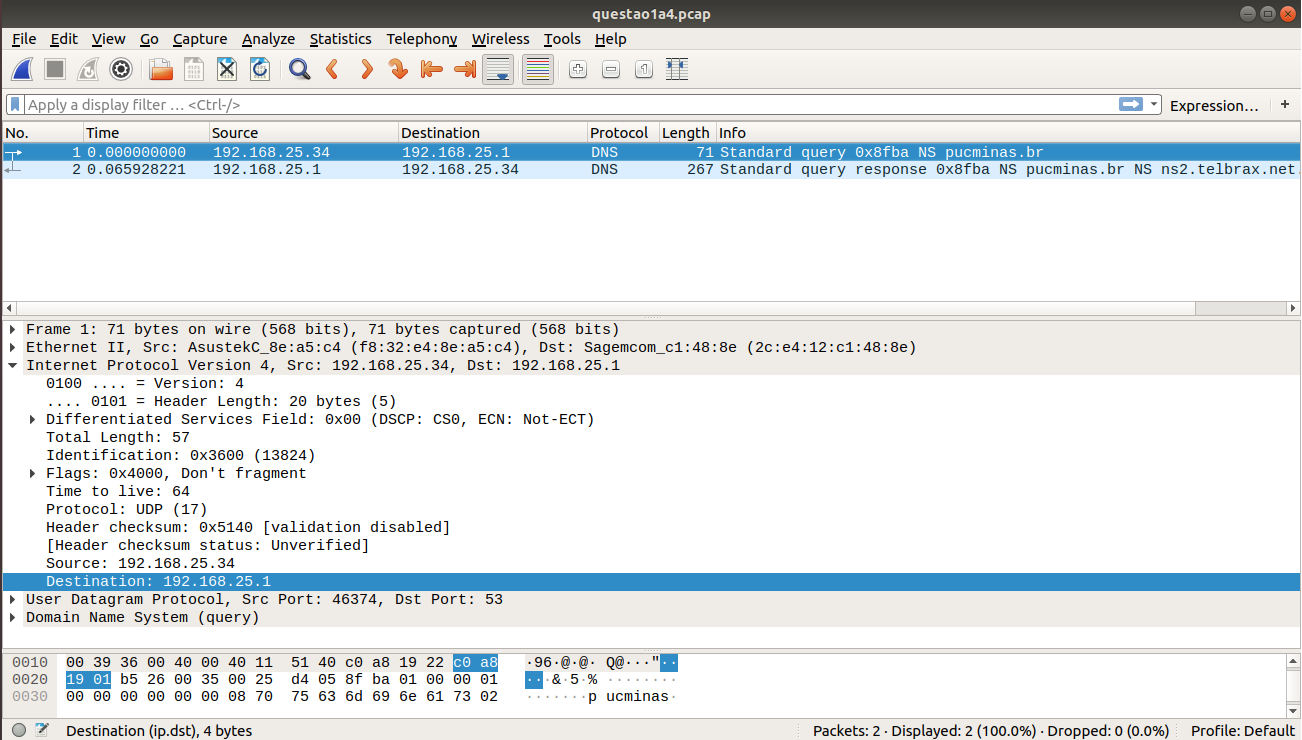 questao1a4.pcap
File Edit View Go Capture Analyze Statistics Telephony Wireless Tools Help
Apply a display filter … <Ctrl-/> Expression… +
No. Time Source Destination Protocol Length Info
1 0.000000000 192.168.25.34 192.168.25.1 DNS 71 Standard query 0x8fba NS pucminas.br
2 0.065928221 192.168.25.1 192.168.25.34 DNS 267 Standard query response 0x8fba NS pucminas.br NS ns2.telbrax.net.
Frame 1: 71 bytes on wire (568 bits), 71 bytes captured (568 bits)
Ethernet II, Src: AsustekC_8e:a5:c4 (f8:32:e4:8e:a5:c4), Dst: Sagemcom_c1:48:8e (2c:e4:12:c1:48:8e)
Internet Protocol Version 4, Src: 192.168.25.34, Dst: 192.168.25.1
0100 .... = Version: 4
.... 0101 = Header Length: 20 bytes (5)
Differentiated Services Field: 0x00 (DSCP: CS0, ECN: Not-ECT)
Total Length: 57
Identification: 0x3600 (13824)
Flags: 0x4000, Don't fragment
Time to live: 64
Protocol: UDP (17)
Header checksum: 0x5140 [validation disabled]
[Header checksum status: Unverified]
Source: 192.168.25.34
Destination: 192.168.25.1
User Datagram Protocol, Src Port: 46374, Dst Port: 53
Domain Name System (query)
0010 00 39 36 00 40 00 40 11 51 40 c0 a8 19 22 c0 a8 ·96·@·@· Q@···"··
0020 19 01 b5 26 00 35 00 25 d4 05 8f ba 01 00 00 01 ···&·5·% ········
0030 00 00 00 00 00 00 08 70 75 63 6d 69 6e 61 73 02 ·······p ucminas·
Destination (ip.dst), 4 bytes Packets: 2 · Displayed: 2 (100.0%) · Dropped: 0 (0.0%) Profile: Default